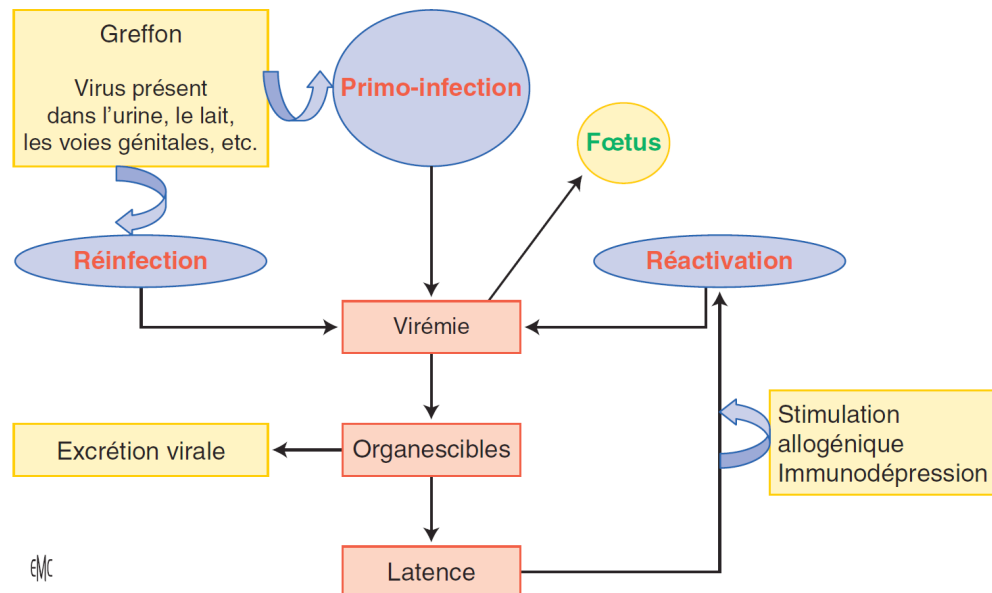 Greffon
Virus présent
dans l'urine, le lait,
les voies génitales, etc.
Primo-infection
Fœtus
Réinfection
Réactivation
Virémie
Stimulation
allogénique
Immunodépression
Excrétion virale
Organescibles
Latence
EMC